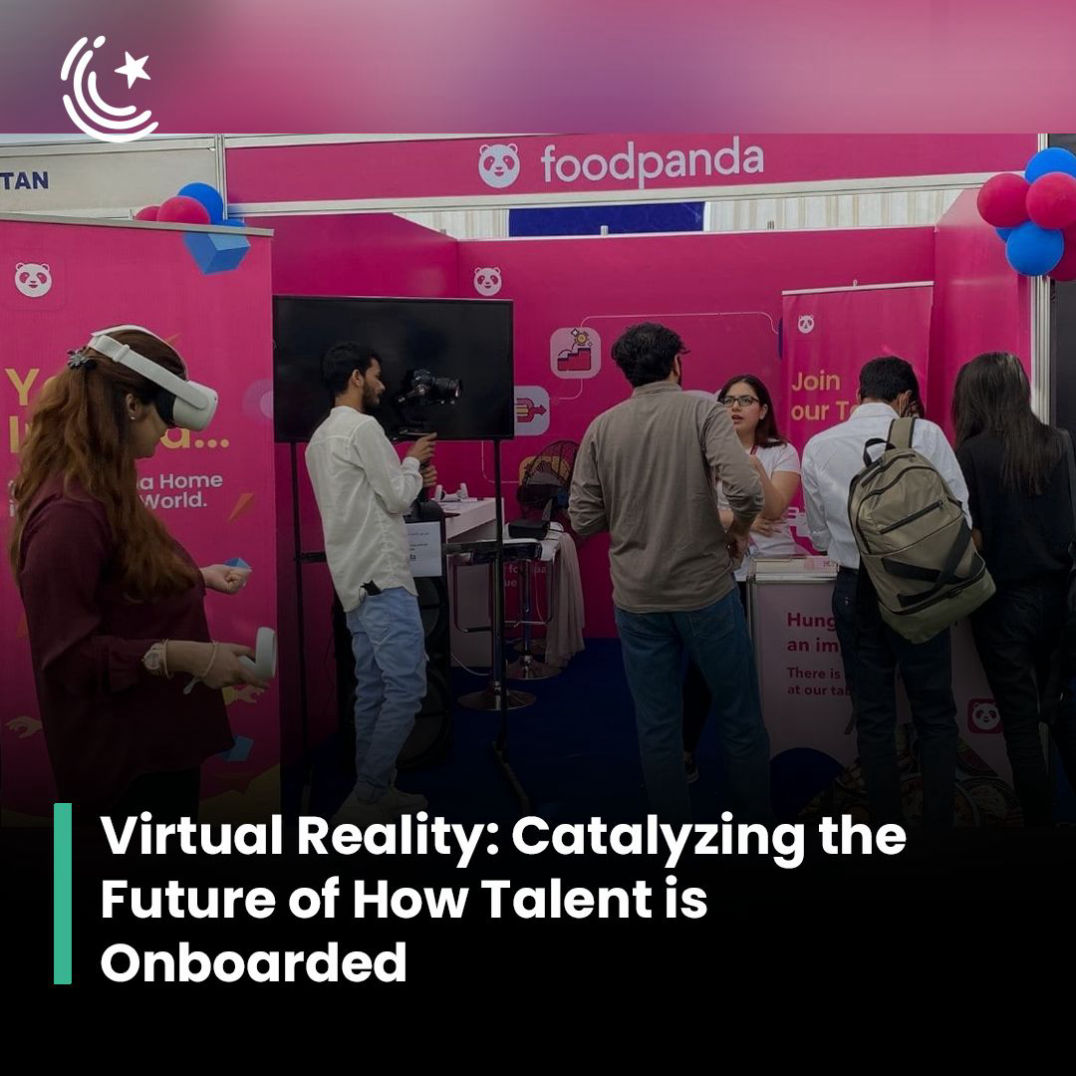 foodpanda
TAN
a Home
World.
Join
our T
Hung
an im
There is
at our tab
Virtual Reality: Catalyzing the
Future of How Talent is
Onboarded